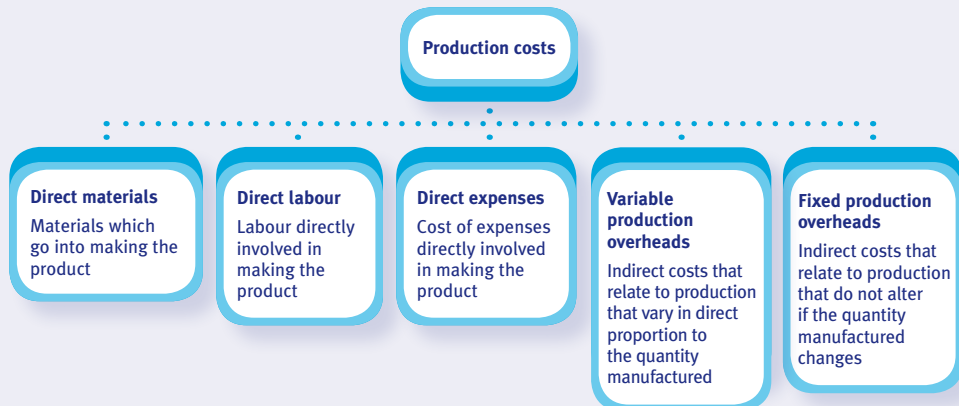 Production costs
Direct materials
Materials which
go into making the
product
Direct labour
Labour directly
involved in
making the
product
Direct expenses
Cost of expenses
directly involved
in making the
product
Variable
production
overheads
Indirect costs that
relate to production
that vary in direct
proportion to
the quantity
manufactured
Fixed production
overheads
Indirect costs that
relate to production
that do not alter
if the quantity
manufactured
changes